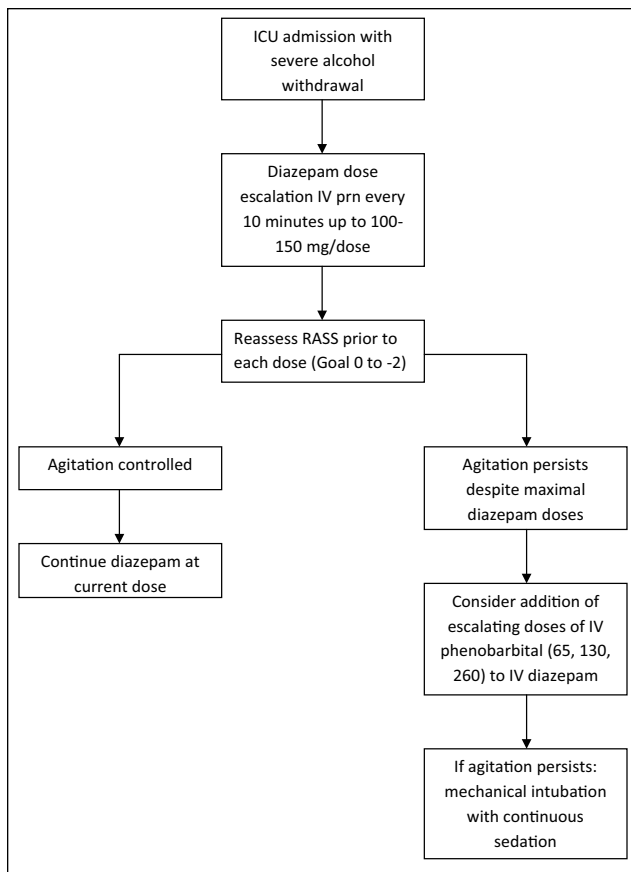 ICU admission with
severe alcohol
withdrawal
Diazepam dose
escalation IV prn every
10 minutes up to 100-
150 mg/dose
Reassess RASS prior to
each dose (Goal 0 to -2)
Agitation controlled
Continue diazepam at
current dose
Agitation persists
despite maximal
diazepam doses
Consider addition of
escalating doses of IV
phenobarbital (65, 130,
260) to IV diazepam
If agitation persists:
mechanical intubation
with continuous
sedation